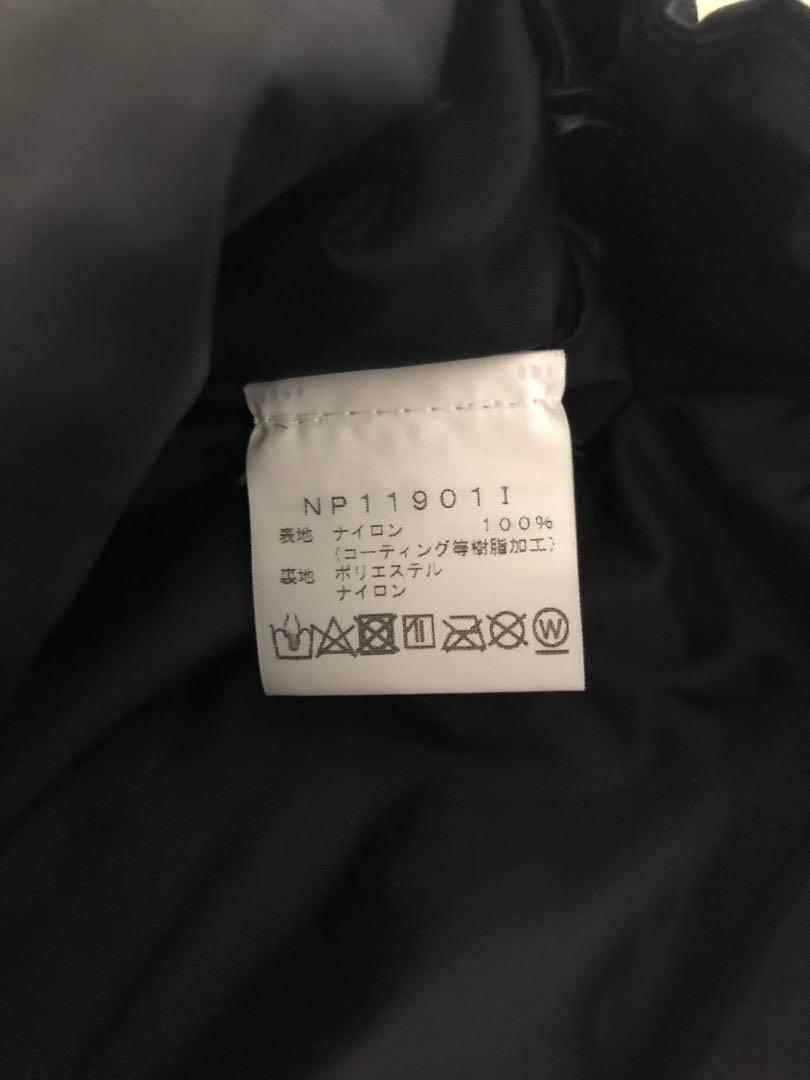 NP11901I
表地 ナイロン 100%
(コーティング等樹脂加工)
裏地 ポリエステル
ナイロン
W